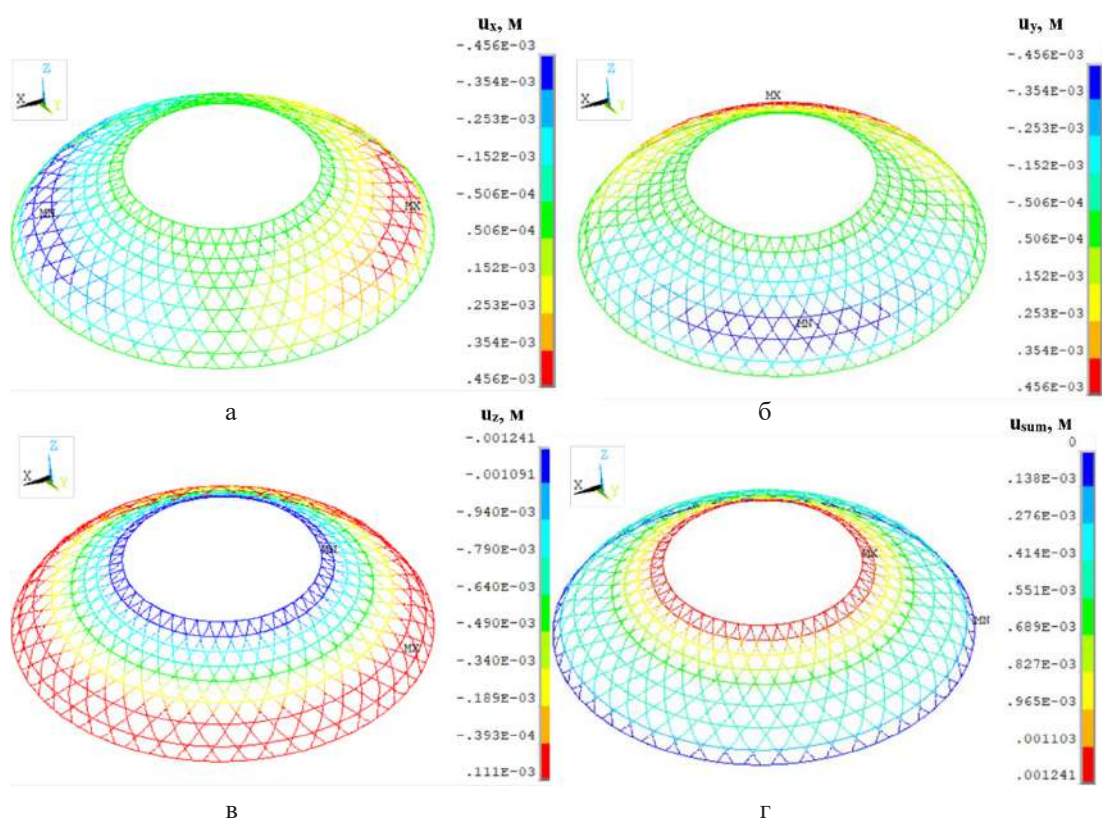 uₓ, м
-.456E-03
-.354E-03
-.253E-03
-.152E-03
-.506E-04
.506E-04
.152E-03
.253E-03
.354E-03
.456E-03
Z
X
Y
MN
MX
а
u_y, м
-.456E-03
-.354E-03
-.253E-03
-.152E-03
-.506E-04
.506E-04
.152E-03
.253E-03
.354E-03
.456E-03
Z
X
Y
MX
MN
б
u_z, м
-.001241
-.001091
-.940E-03
-.790E-03
-.640E-03
-.490E-03
-.340E-03
-.189E-03
-.393E-04
.111E-03
Z
X
Y
MN
MX
в
u_sum, м
0
.138E-03
.276E-03
.414E-03
.551E-03
.689E-03
.827E-03
.965E-03
.001103
.001241
Z
X
Y
MX
MN
г